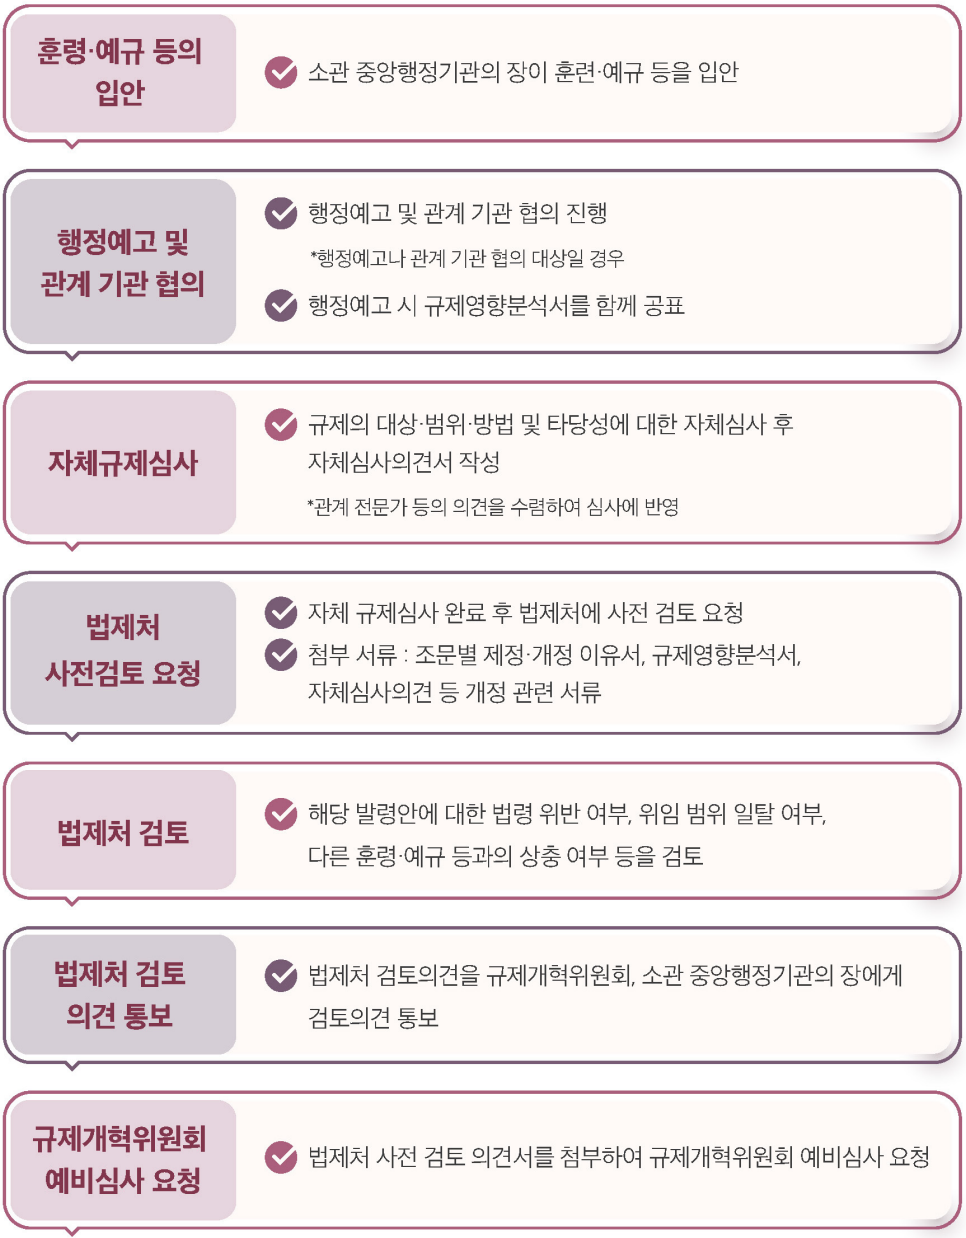 훈령·예규 등의
입안
소관 중앙행정기관의 장이 훈련·예규 등을 입안
행정예고 및
관계 기관 협의
행정예고 및 관계 기관 협의 진행
*행정예고나 관계 기관 협의 대상일 경우
행정예고 시 규제영향분석서를 함께 공표
자체규제심사
규제의 대상·범위·방법 및 타당성에 대한 자체심사 후
자체심사의견서 작성
*관계 전문가 등의 의견을 수렴하여 심사에 반영
법제처
사전검토 요청
자체 규제심사 완료 후 법제처에 사전 검토 요청
첨부 서류 : 조문별 제정·개정 이유서, 규제영향분석서,
자체심사의견 등 개정 관련 서류
법제처 검토
해당 발령안에 대한 법령 위반 여부, 위임 범위 일탈 여부,
다른 훈령·예규 등과의 상충 여부 등을 검토
법제처 검토
의견 통보
법제처 검토의견을 규제개혁위원회, 소관 중앙행정기관의 장에게
검토의견 통보
규제개혁위원회
예비심사 요청
법제처 사전 검토 의견서를 첨부하여 규제개혁위원회 예비심사 요청